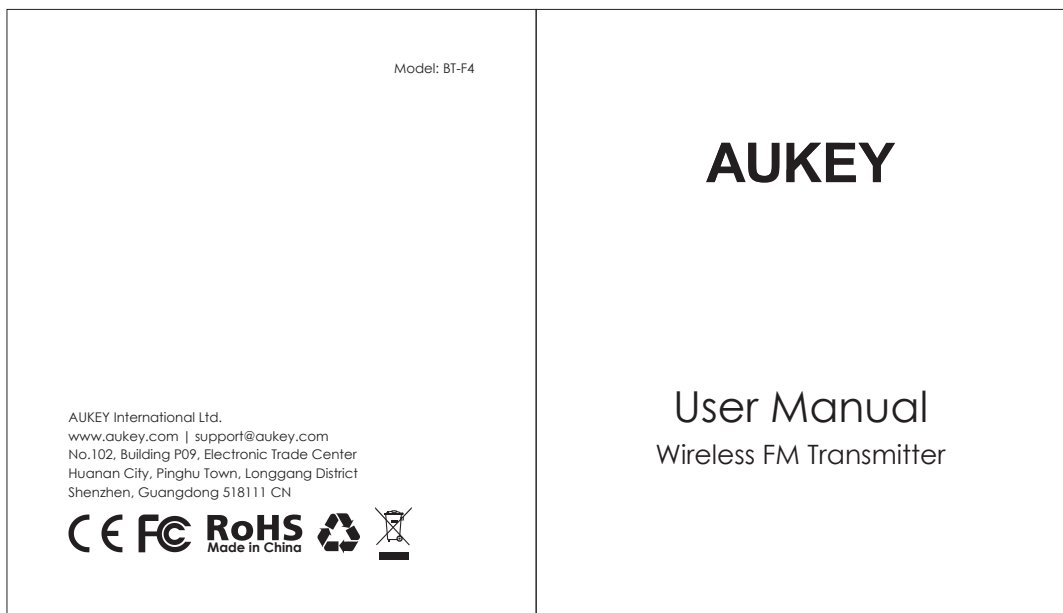 Model: BT-F4
AUKEY International Ltd.
www.aukey.com | support@aukey.com
No.102, Building P09, Electronic Trade Center
Huanan City, Pinghu Town, Longgang District
Shenzhen, Guangdong 518111 CN
CE FC RoHS
Made in China
AUKEY
User Manual
Wireless FM Transmitter